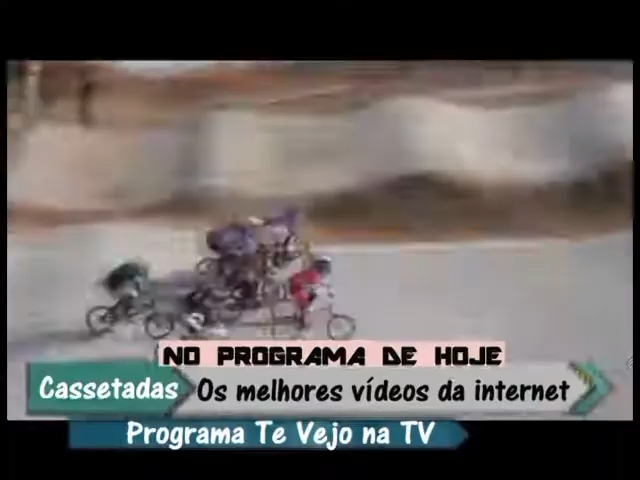 NO PROGRAMA DE HOJE
Cassetadas Os melhores vídeos da internet
Programa Te Vejo na TV